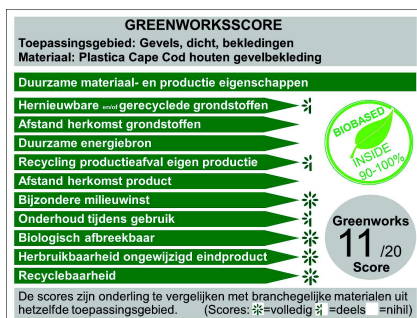 GREENWORKSSCORE
Toepassingsgebied: Gevels, dicht, bekledingen
Materiaal: Plastica Cape Cod houten gevelbekleding
Duurzame materiaal- en productie eigenschappen
Hernieuwbare en/of gerecyclede grondstoffen
Afstand herkomst grondstoffen
Duurzame energiebron
Recycling productieafval eigen productie
Afstand herkomst product
Bijzondere milieuwinst
Onderhoud tijdens gebruik
Biologisch afbreekbaar
Herbruikbaarheid ongewijzigd eindproduct
Recyclebaarheid
BIOBASED
INSIDE
90-100%
Greenworks
11/20
Score
De scores zijn onderling te vergelijken met branchegelijke materialen uit
hetzelfde toepassingsgebied. (Scores: =volledig =deels =nihil)